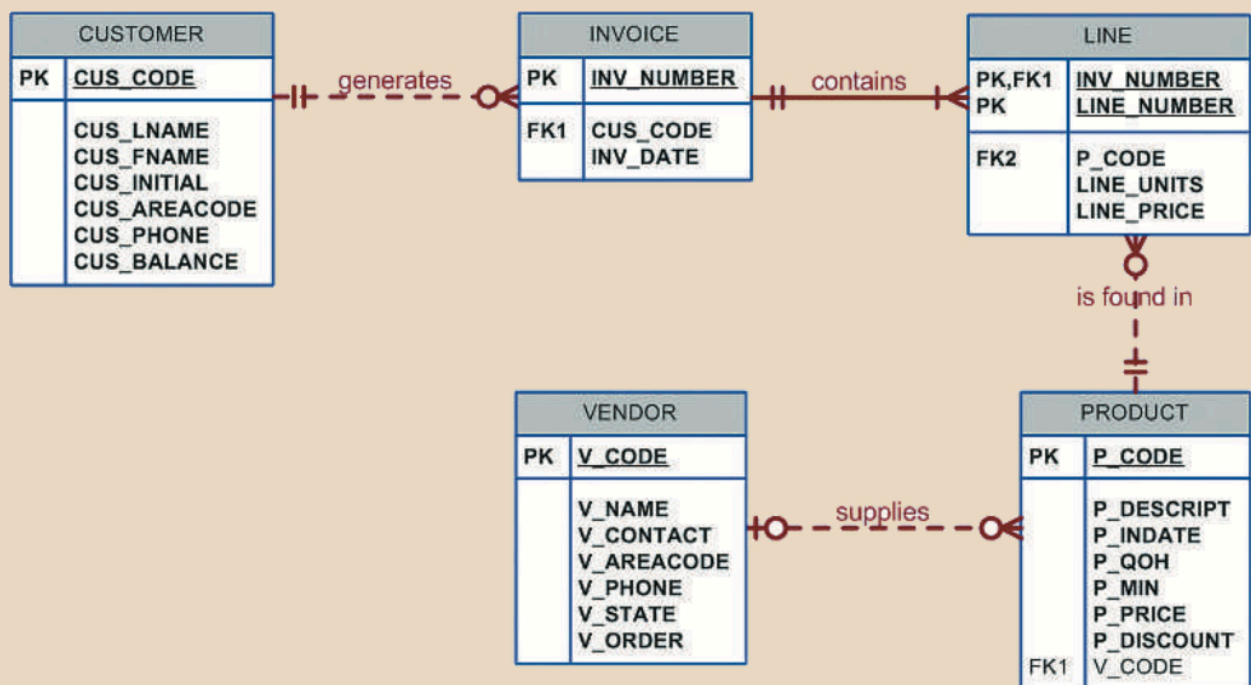 CUSTOMER
PK CUS_CODE
CUS_LNAME
CUS_FNAME
CUS_INITIAL
CUS_AREACODE
CUS_PHONE
CUS_BALANCE
generates
INVOICE
PK INV_NUMBER
FK1 CUS_CODE
INV_DATE
contains
LINE
PK,FK1 INV_NUMBER
PK LINE_NUMBER
FK2 P_CODE
LINE_UNITS
LINE_PRICE
is found in
VENDOR
PK V_CODE
V_NAME
V_CONTACT
V_AREACODE
V_PHONE
V_STATE
V_ORDER
supplies
PRODUCT
PK P_CODE
P_DESCRIPT
P_INDATE
P_QOH
P_MIN
P_PRICE
P_DISCOUNT
FK1 V_CODE